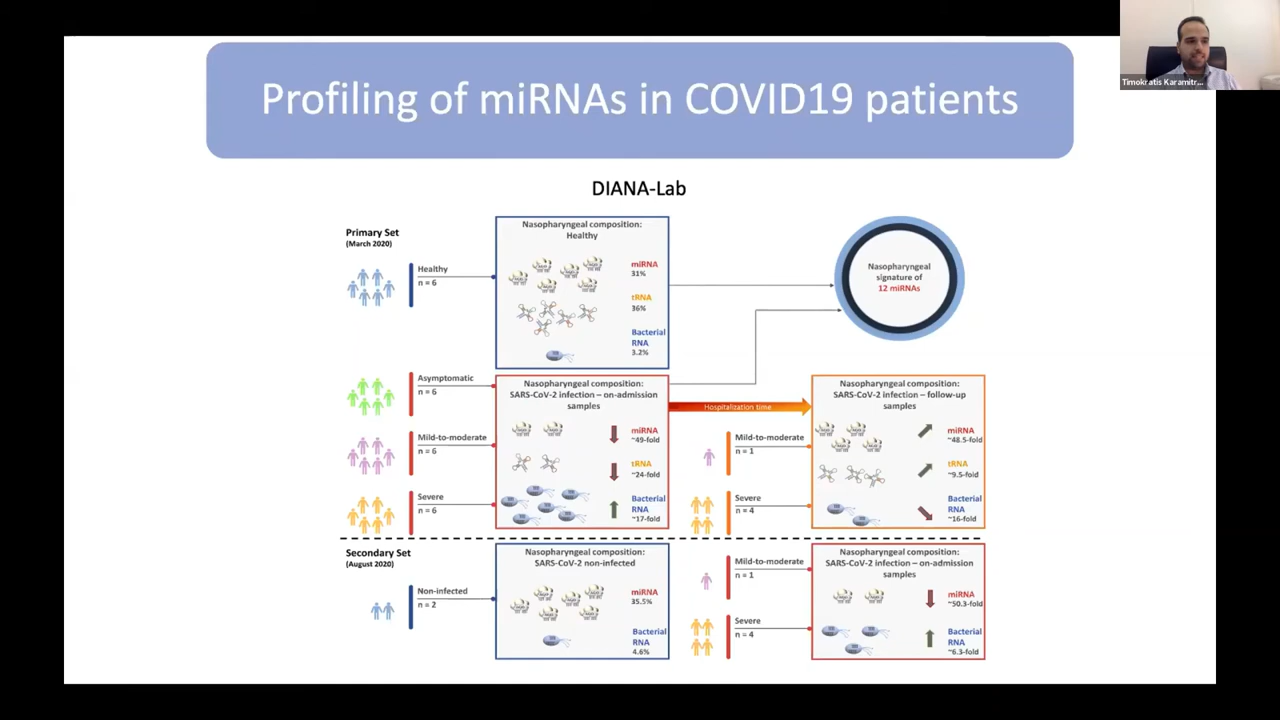 Profiling of miRNAs in COVID19 patients
Timokratis Karamitr...
DIANA-Lab
Primary Set
(March 2020)
Healthy
n = 6
Nasopharyngeal composition:
Healthy
miRNA
31%
tRNA
36%
Bacterial
RNA
3.2%
Nasopharyngeal
signature of
12 miRNAs
Asymptomatic
n = 6
Mild-to-moderate
n = 6
Severe
n = 6
Nasopharyngeal composition:
SARS-CoV-2 infection – on-admission
samples
miRNA
~49-fold
tRNA
~24-fold
Bacterial
RNA
~17-fold
Hospitalization time
Mild-to-moderate
n = 1
Severe
n = 4
Nasopharyngeal composition:
SARS-CoV-2 infection – follow-up
samples
miRNA
~48.5-fold
tRNA
~9.5-fold
Bacterial
RNA
~16-fold
Secondary Set
(August 2020)
Non-infected
n = 2
Nasopharyngeal composition:
SARS-CoV-2 non-infected
miRNA
35.5%
Bacterial
RNA
4.6%
Mild-to-moderate
n = 1
Severe
n = 4
Nasopharyngeal composition:
SARS-CoV-2 infection – on-admission
samples
miRNA
~50.3-fold
Bacterial
RNA
~6.3-fold